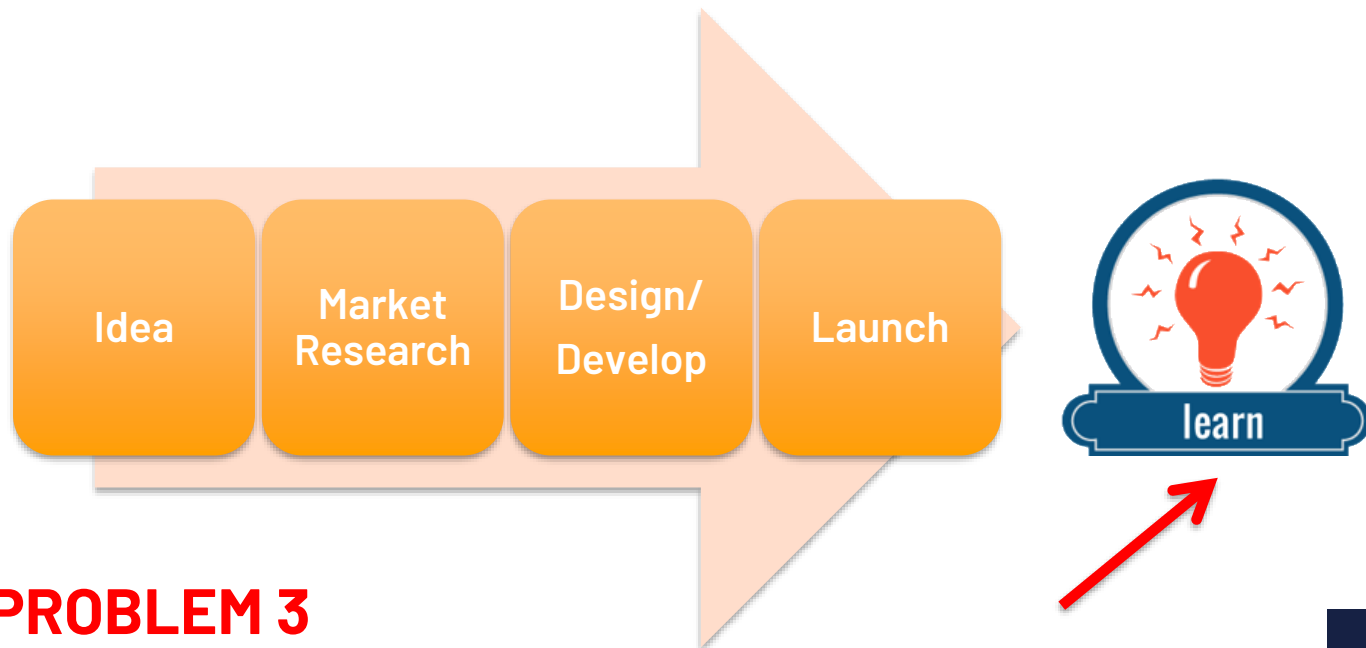 Idea
Market
Research
Design/
Develop
Launch
learn
PROBLEM 3